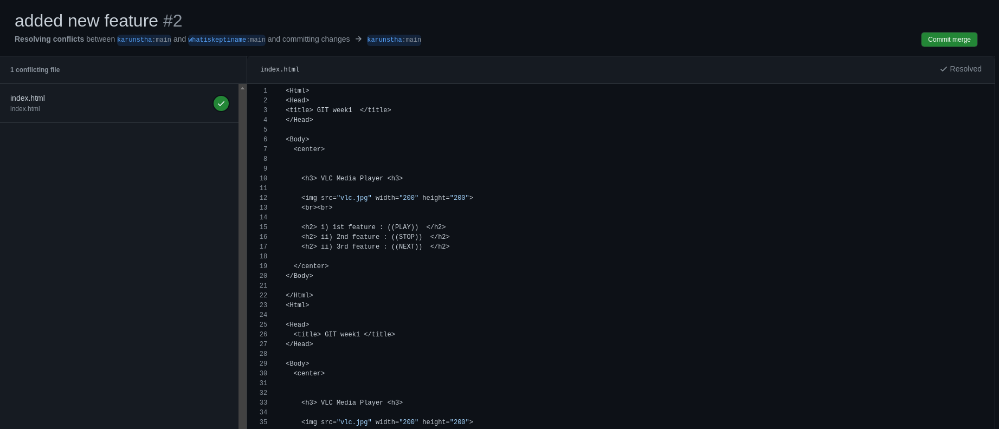 added new feature #2
Resolving conflicts between karunstha:main and whatiskeptiname:main and committing changes → karunstha:main
Commit merge
1 conflicting file
index.html
Resolved
index.html
index.html
1 <Html>
2 <Head>
3 <title> GIT week1  </title>
4 </Head>
5
6 <Body>
7   <center>
8
9
10     <h3> VLC Media Player <h3>
11
12     <img src="vlc.jpg" width="200" height="200">
13     <br><br>
14
15     <h2> i) 1st feature : ((PLAY))  </h2>
16     <h2> ii) 2nd feature : ((STOP))  </h2>
17     <h2> ii) 3rd feature : ((NEXT))  </h2>
18
19   </center>
20 </Body>
21
22 </Html>
23 <Html>
24
25 <Head>
26   <title> GIT week1 </title>
27 </Head>
28
29 <Body>
30   <center>
31
32
33     <h3> VLC Media Player <h3>
34
35     <img src="vlc.jpg" width="200" height="200">